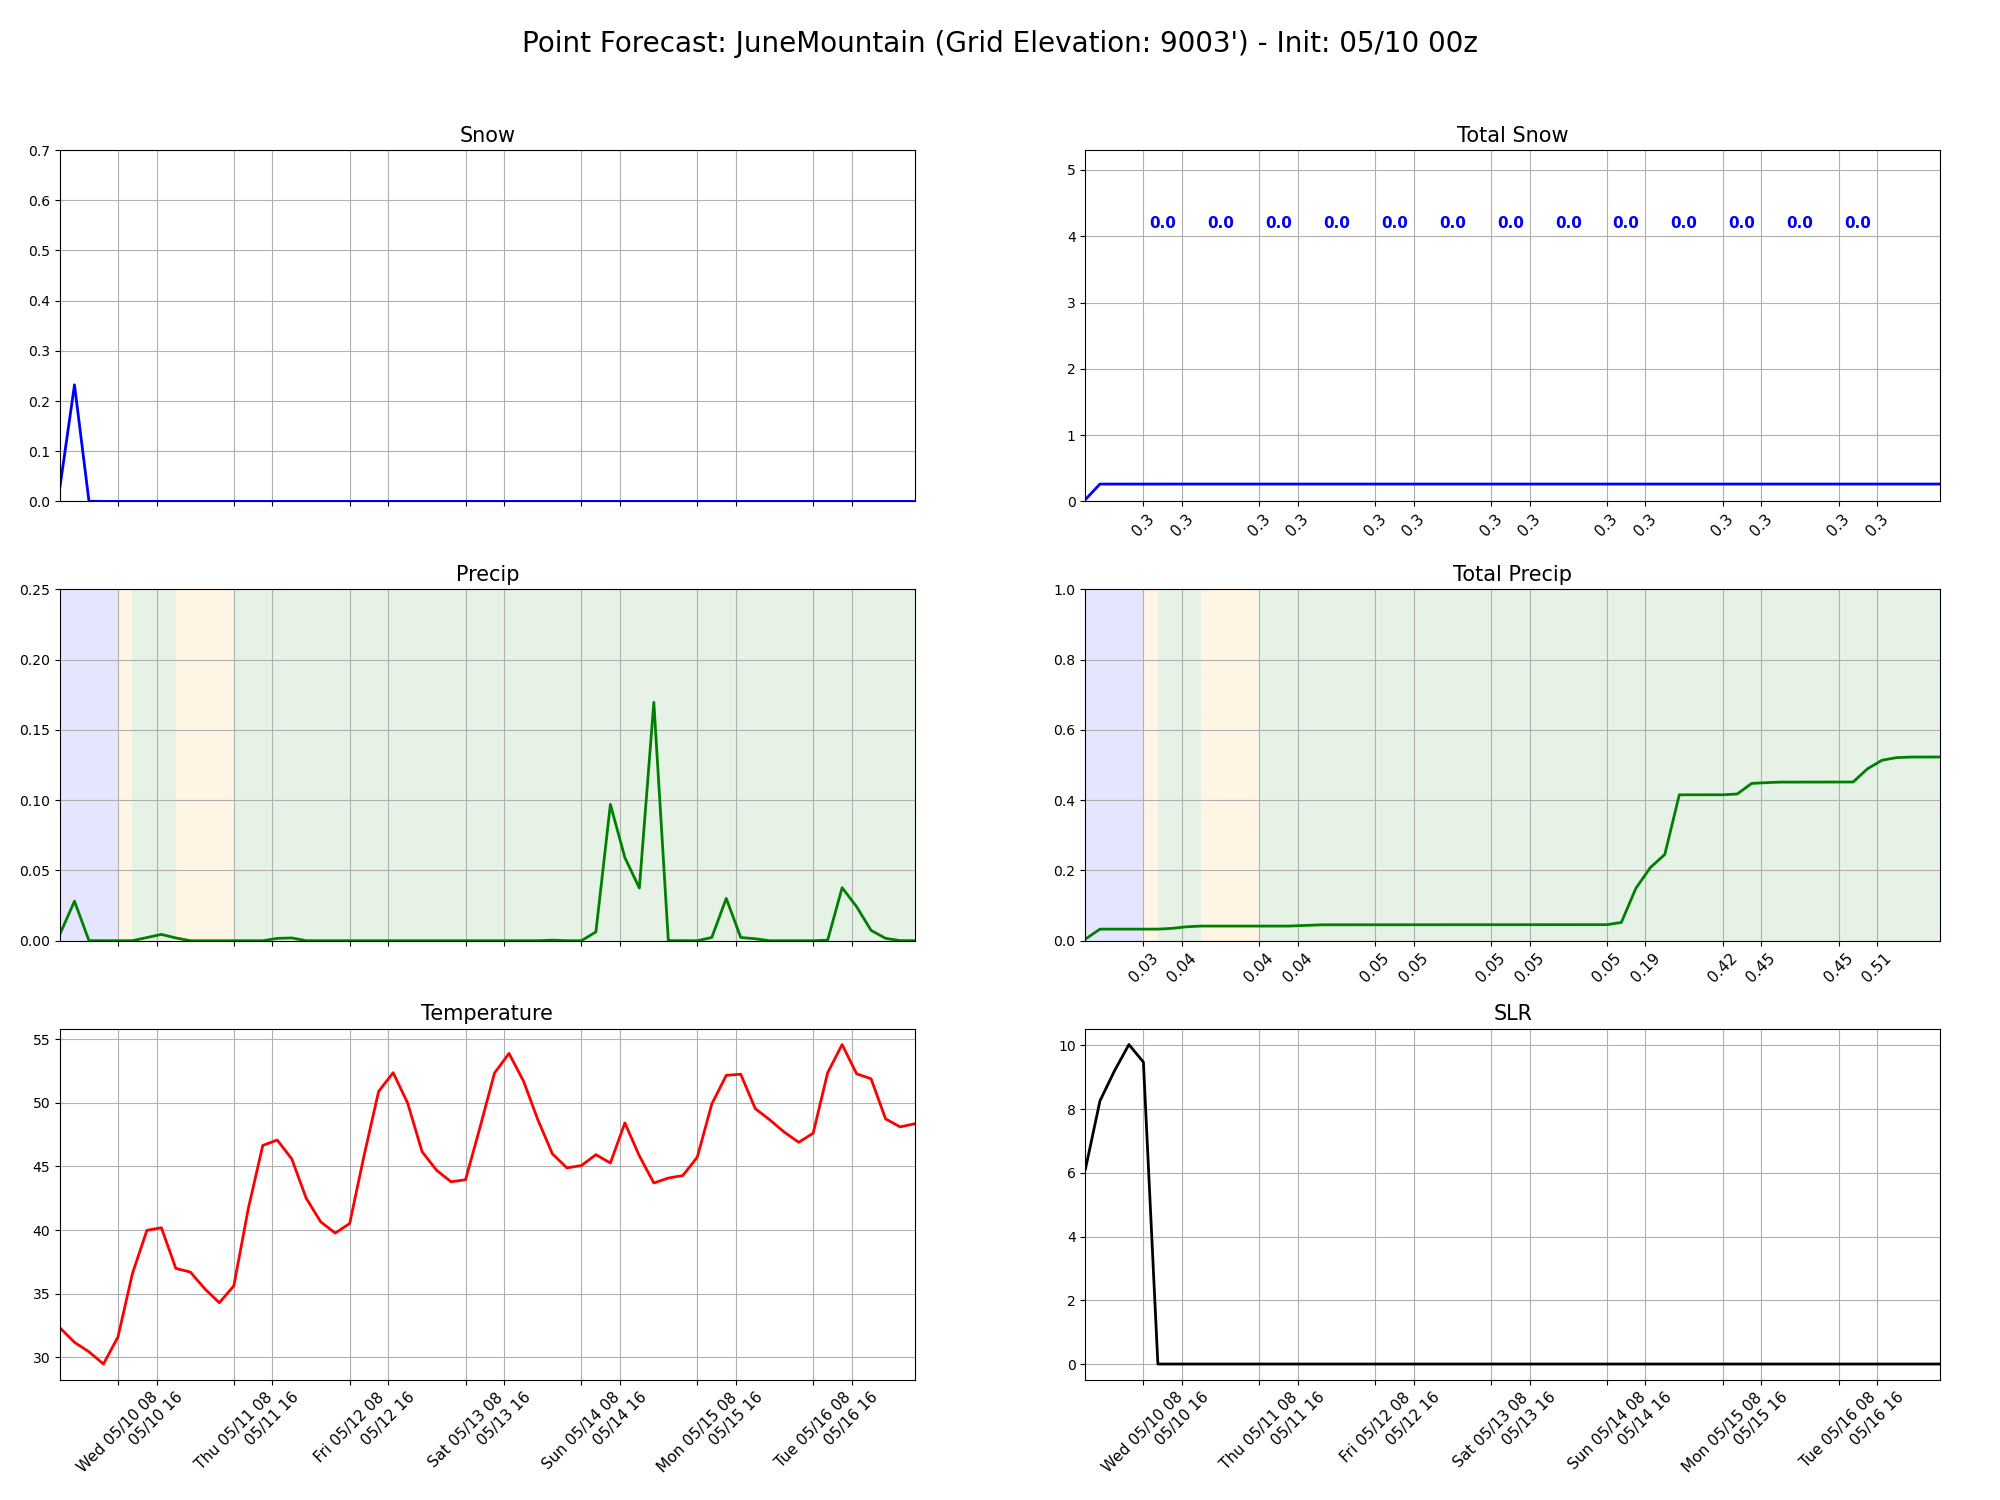 Point Forecast: JuneMountain (Grid Elevation: 9003') - Init: 05/10 00z
Snow
0.7
0.6
0.5
0.4
0.3
0.2
0.1
0.0
Total Snow
5
4
3
2
1
0
0.0 0.0 0.0 0.0 0.0 0.0 0.0 0.0 0.0 0.0 0.0 0.0 0.0
0.3 0.3 0.3 0.3 0.3 0.3 0.3 0.3 0.3 0.3 0.3 0.3 0.3 0.3
Precip
0.25
0.20
0.15
0.10
0.05
0.00
Total Precip
1.0
0.8
0.6
0.4
0.2
0.0
0.03 0.04 0.04 0.04 0.05 0.05 0.05 0.05 0.05 0.19 0.42 0.45 0.45 0.51
Temperature
55
50
45
40
35
30
Wed 05/10 08
05/10 16
Thu 05/11 08
05/11 16
Fri 05/12 08
05/12 16
Sat 05/13 08
05/13 16
Sun 05/14 08
05/14 16
Mon 05/15 08
05/15 16
Tue 05/16 08
05/16 16
SLR
10
8
6
4
2
0
Wed 05/10 08
05/10 16
Thu 05/11 08
05/11 16
Fri 05/12 08
05/12 16
Sat 05/13 08
05/13 16
Sun 05/14 08
05/14 16
Mon 05/15 08
05/15 16
Tue 05/16 08
05/16 16